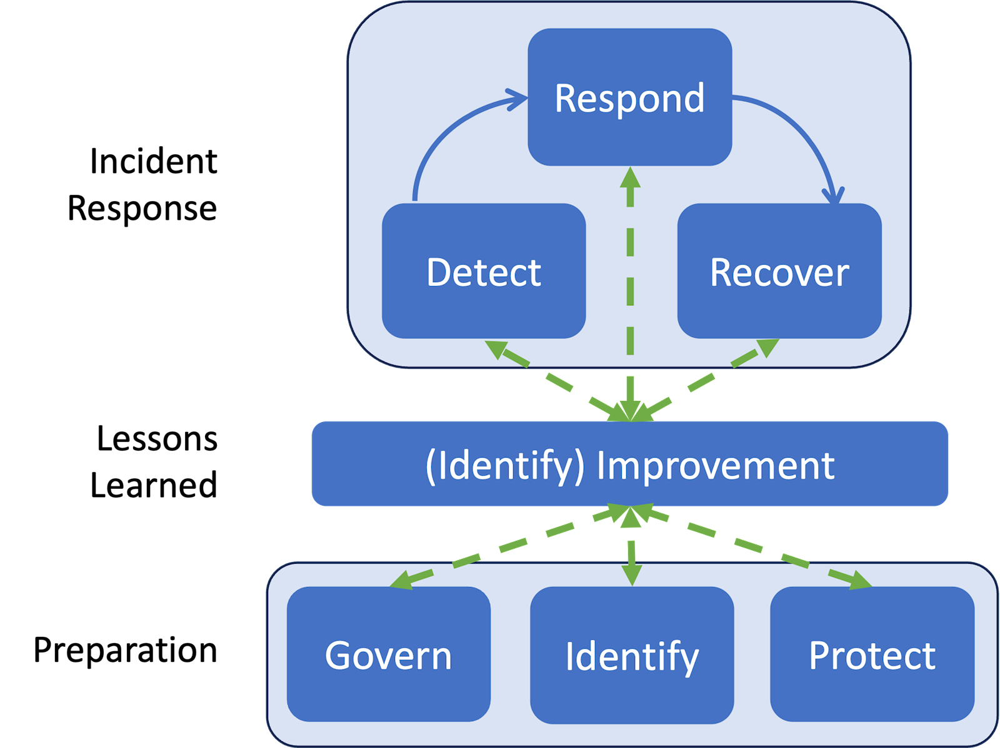 Incident
Response
Respond
Detect
Recover
Lessons
Learned
(Identify) Improvement
Preparation
Govern
Identify
Protect